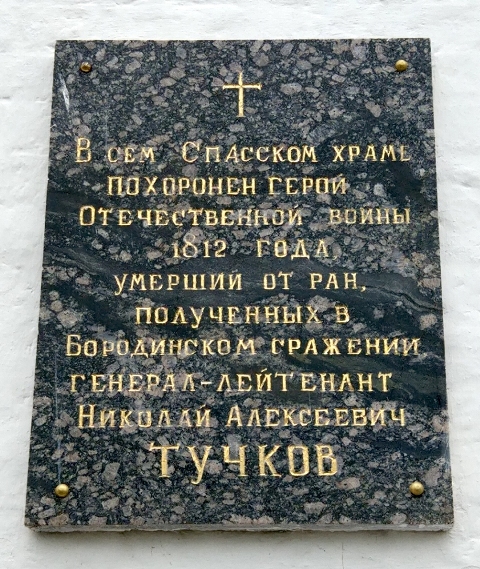 В сем Спасском храме
похоронен герой
Отечественной войны
1812 года,
умерший от ран,
полученных в
Бородинском сражении
генерал-лейтенант
Николай Алексеевич
Тучков